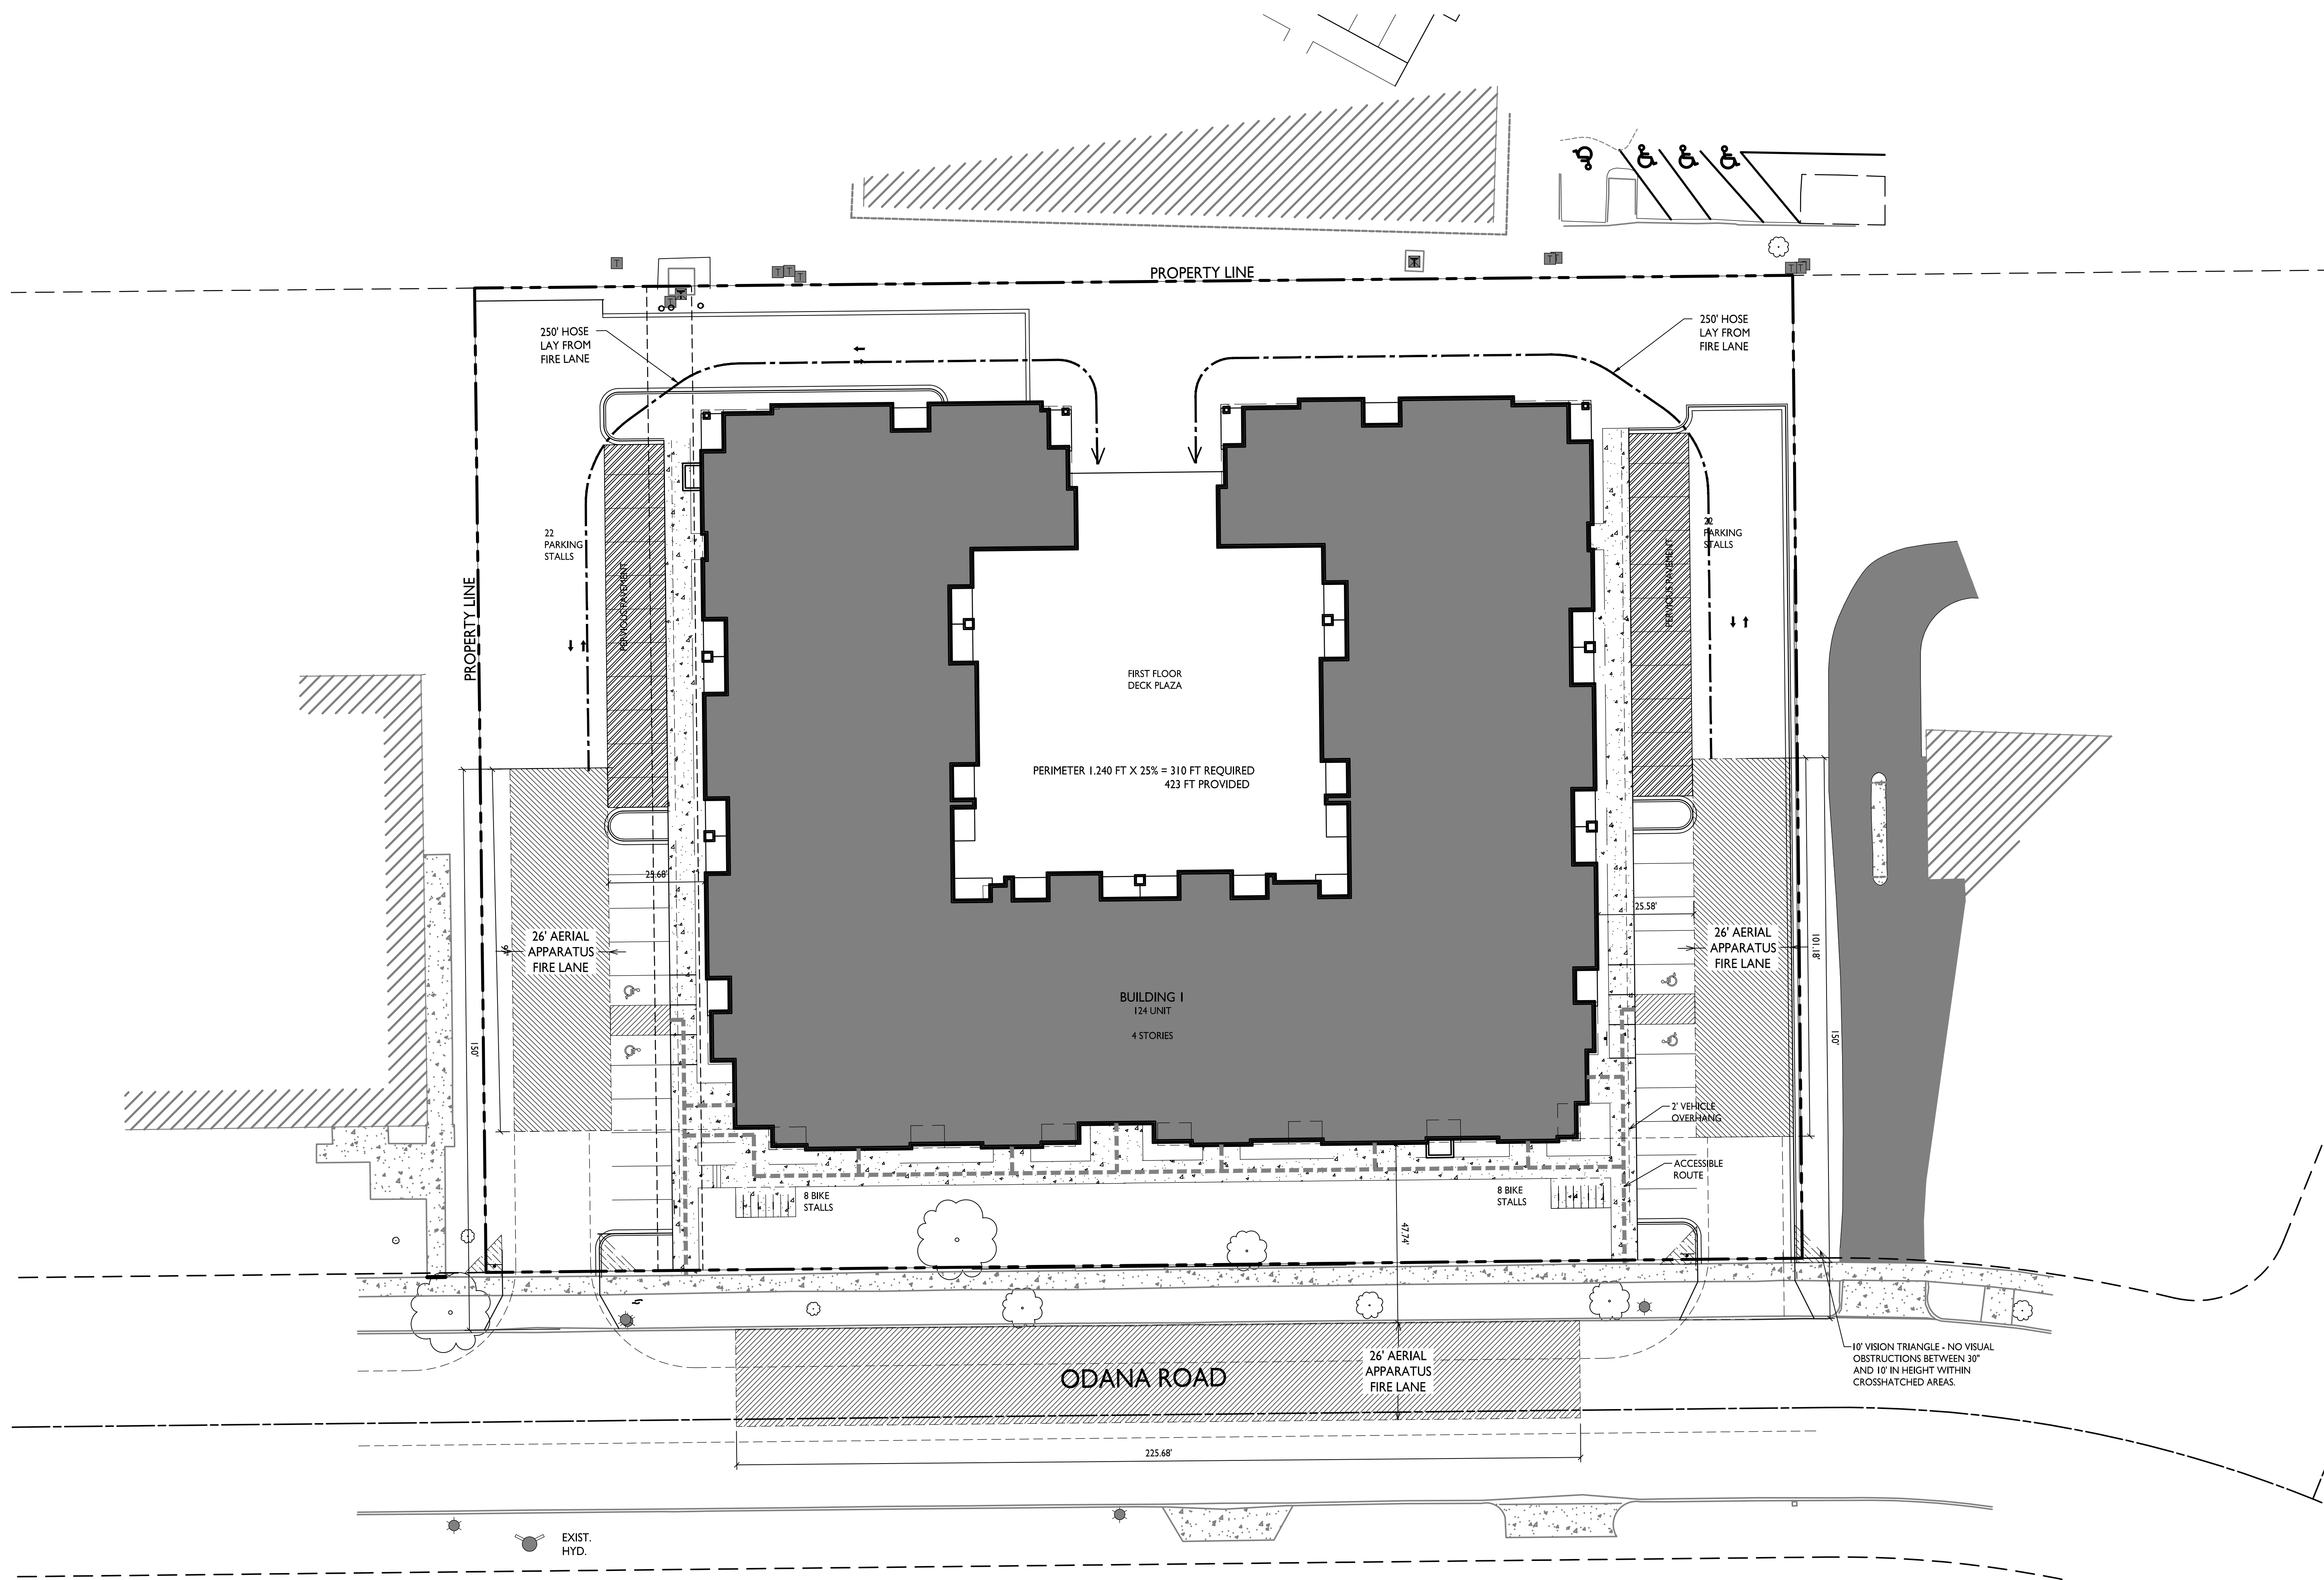 PROPERTY LINE
250' HOSE
LAY FROM
FIRE LANE
250' HOSE
LAY FROM
FIRE LANE
22
PARKING
STALLS
22
PARKING
STALLS
PERVIOUS PAVEMENT
PERVIOUS PAVEMENT
PROPERTY LINE
FIRST FLOOR
DECK PLAZA
PERIMETER 1,240 FT X 25% = 310 FT REQUIRED
423 FT PROVIDED
25.68'
25.58'
26' AERIAL
APPARATUS
FIRE LANE
26' AERIAL
APPARATUS
FIRE LANE
101.18'
150'
150'
BUILDING 1
124 UNIT
4 STORIES
2' VEHICLE
OVERHANG
ACCESSIBLE
ROUTE
8 BIKE
STALLS
8 BIKE
STALLS
47.74'
10' VISION TRIANGLE - NO VISUAL
OBSTRUCTIONS BETWEEN 30"
AND 10' IN HEIGHT WITHIN
CROSSHATCHED AREAS.
26' AERIAL
APPARATUS
FIRE LANE
ODANA ROAD
225.68'
EXIST.
HYD.